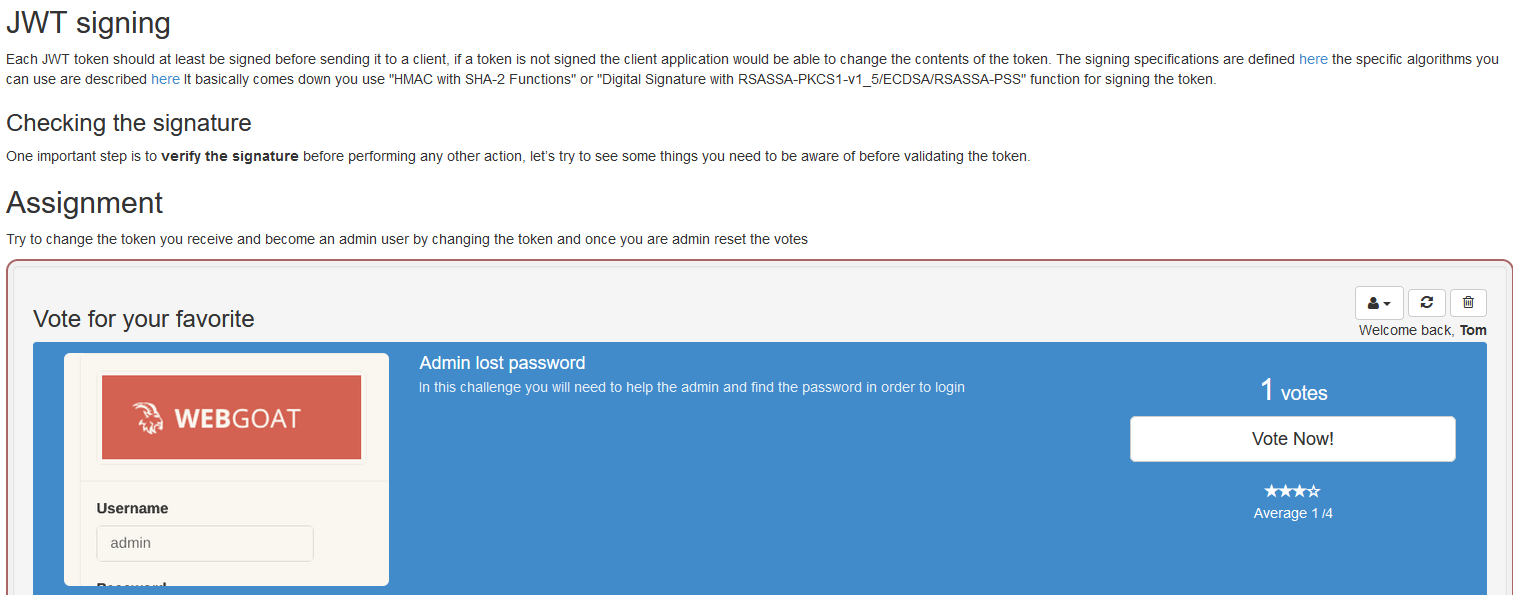 JWT signing
Each JWT token should at least be signed before sending it to a client, if a token is not signed the client application would be able to change the contents of the token. The signing specifications are defined here the specific algorithms you
can use are described here It basically comes down you use "HMAC with SHA-2 Functions" or "Digital Signature with RSASSA-PKCS1-v1_5/ECDSA/RSASSA-PSS" function for signing the token.
Checking the signature
One important step is to verify the signature before performing any other action, let's try to see some things you need to be aware of before validating the token.
Assignment
Try to change the token you receive and become an admin user by changing the token and once you are admin reset the votes
Vote for your favorite
Welcome back, Tom
Admin lost password
In this challenge you will need to help the admin and find the password in order to login
WEBGOAT
Username
admin
1 votes
Vote Now!
Average 1 /4